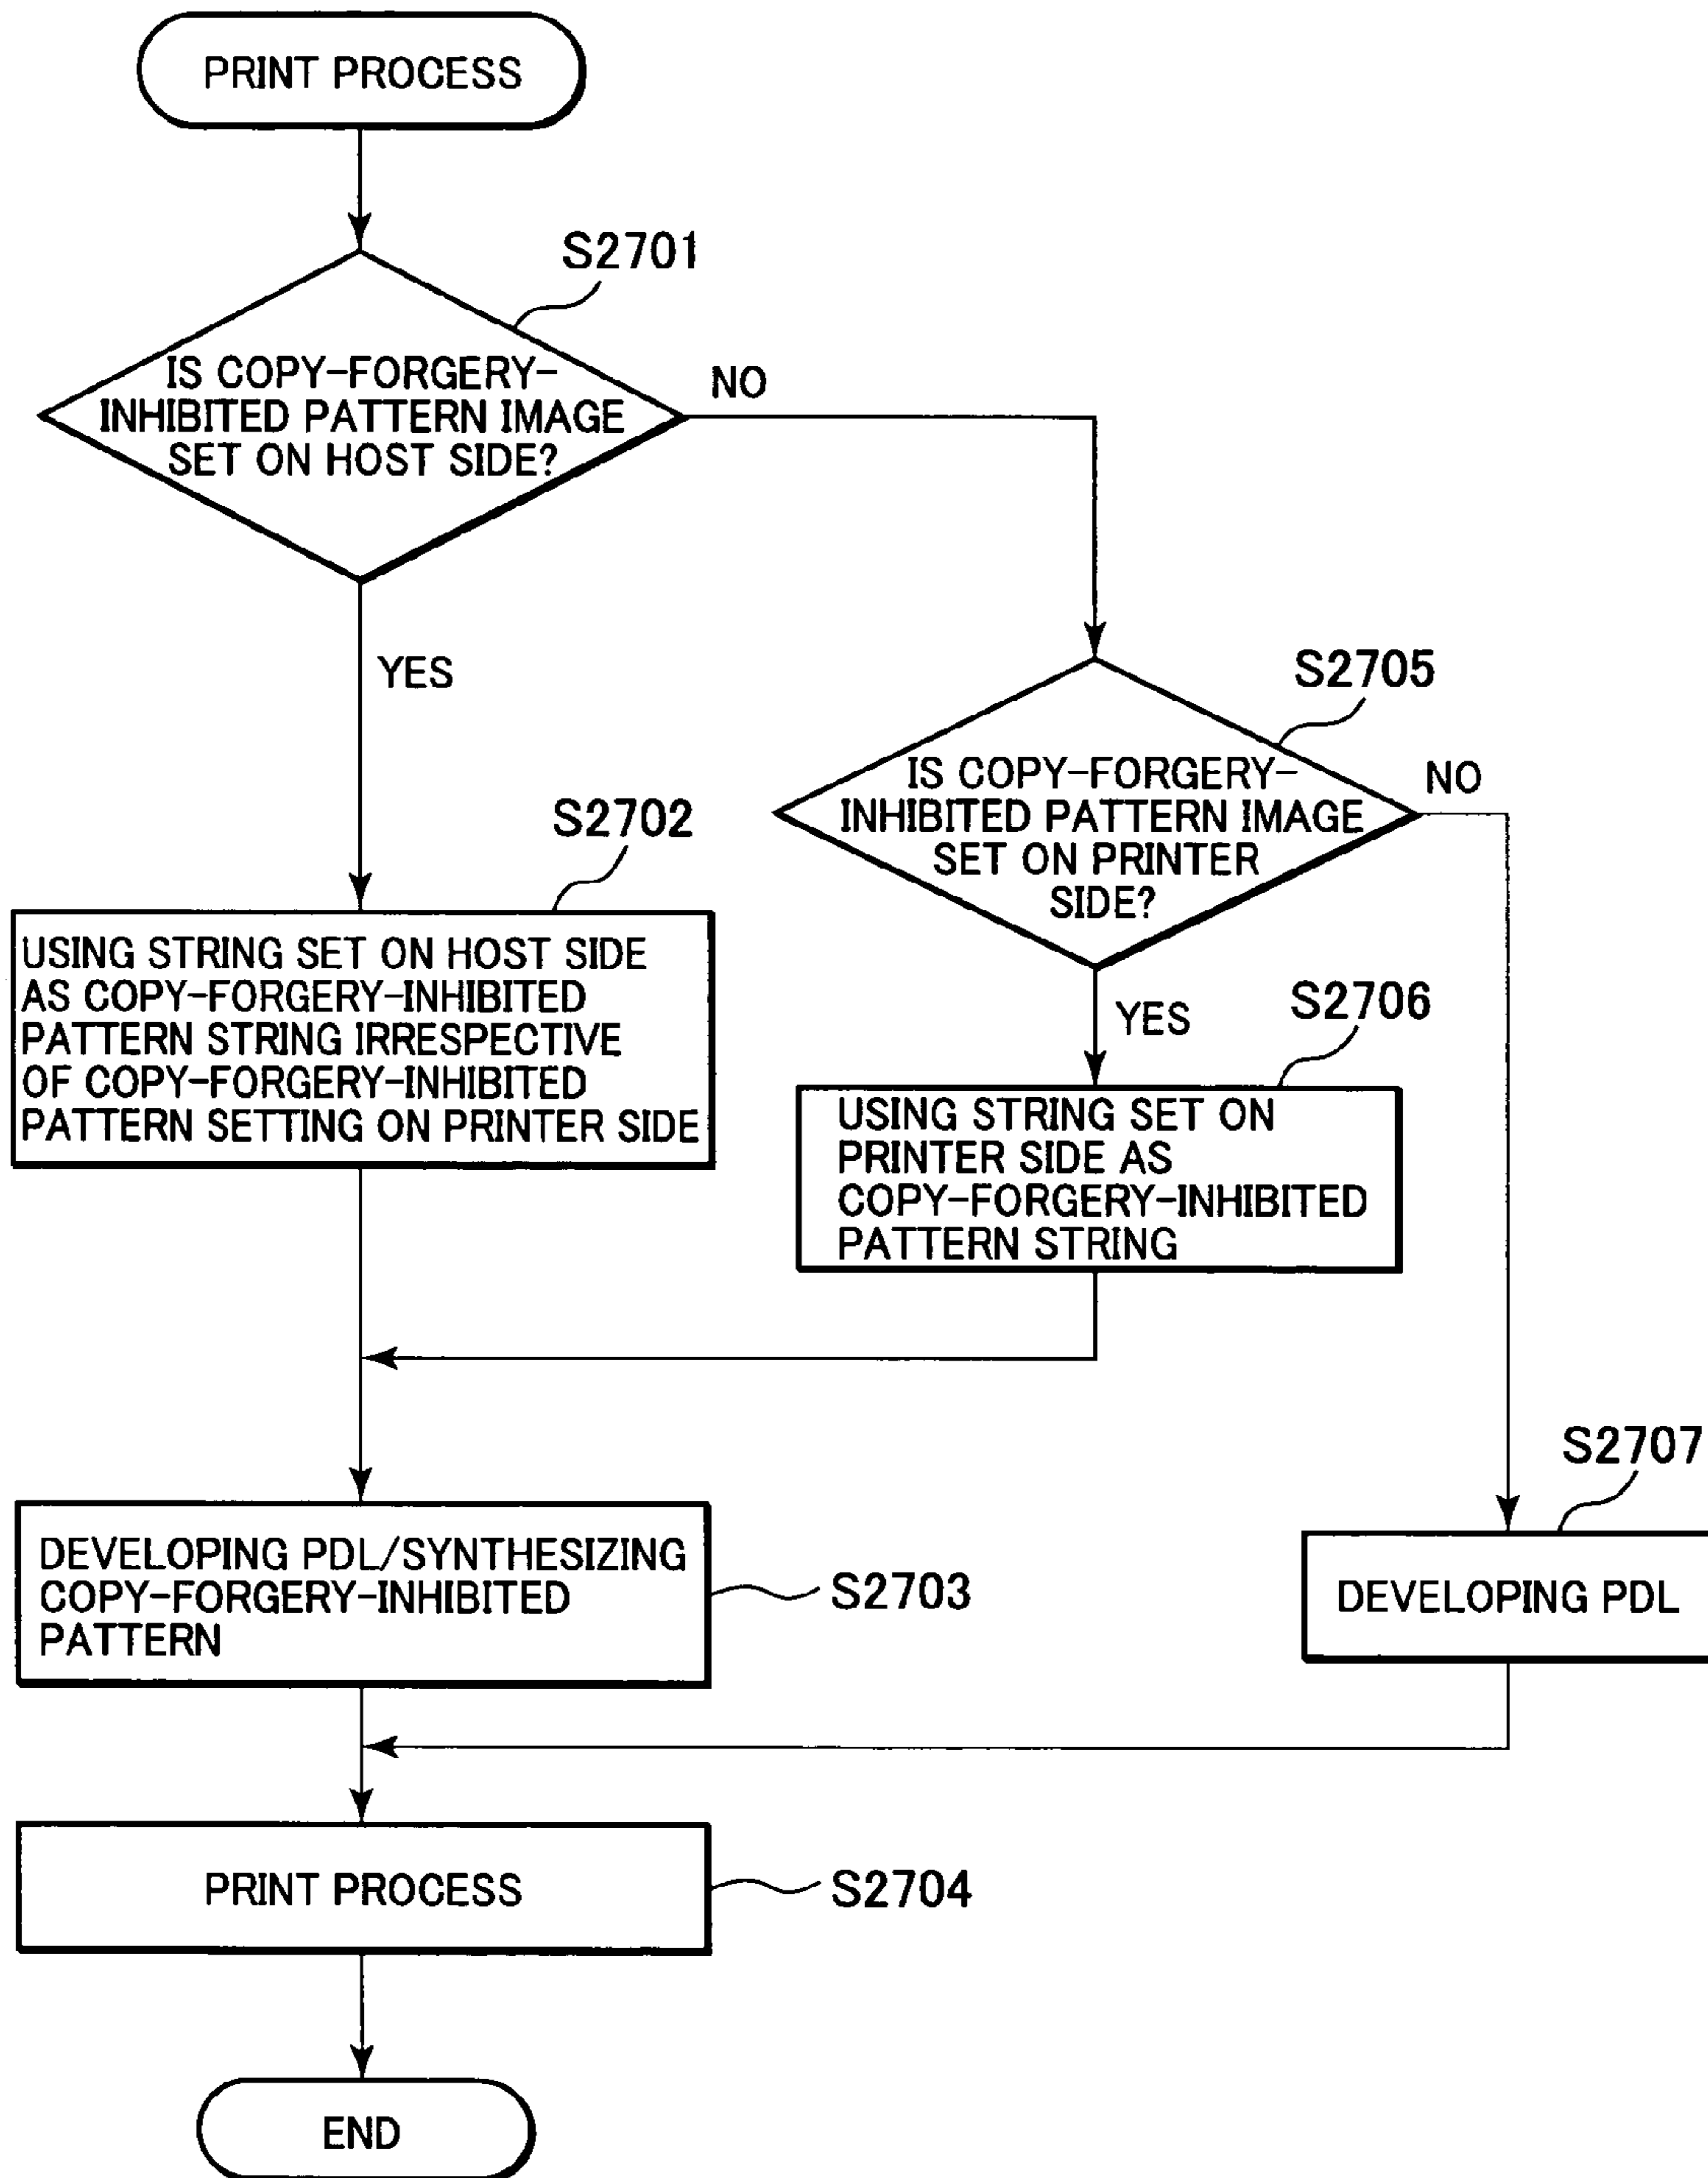 PRINT PROCESS
S2701
IS COPY-FORGERY-
INHIBITED PATTERN IMAGE
SET ON HOST SIDE?
NO
YES
S2705
IS COPY-FORGERY-
INHIBITED PATTERN IMAGE
SET ON PRINTER
SIDE?
NO
YES
S2702
USING STRING SET ON HOST SIDE
AS COPY-FORGERY-INHIBITED
PATTERN STRING IRRESPECTIVE
OF COPY-FORGERY-INHIBITED
PATTERN SETTING ON PRINTER SIDE
S2706
USING STRING SET ON
PRINTER SIDE AS
COPY-FORGERY-INHIBITED
PATTERN STRING
S2707
DEVELOPING PDL/SYNTHESIZING
COPY-FORGERY-INHIBITED
PATTERN
S2703
DEVELOPING PDL
PRINT PROCESS
S2704
END